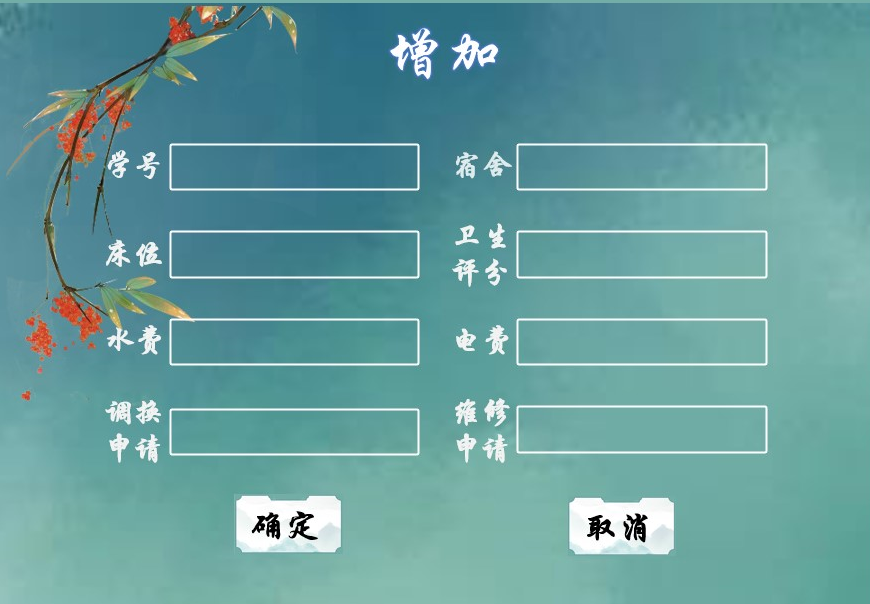 增加
学号
宿舍
床位
卫生
评分
水费
电费
调换
申请
维修
申请
确定
取消